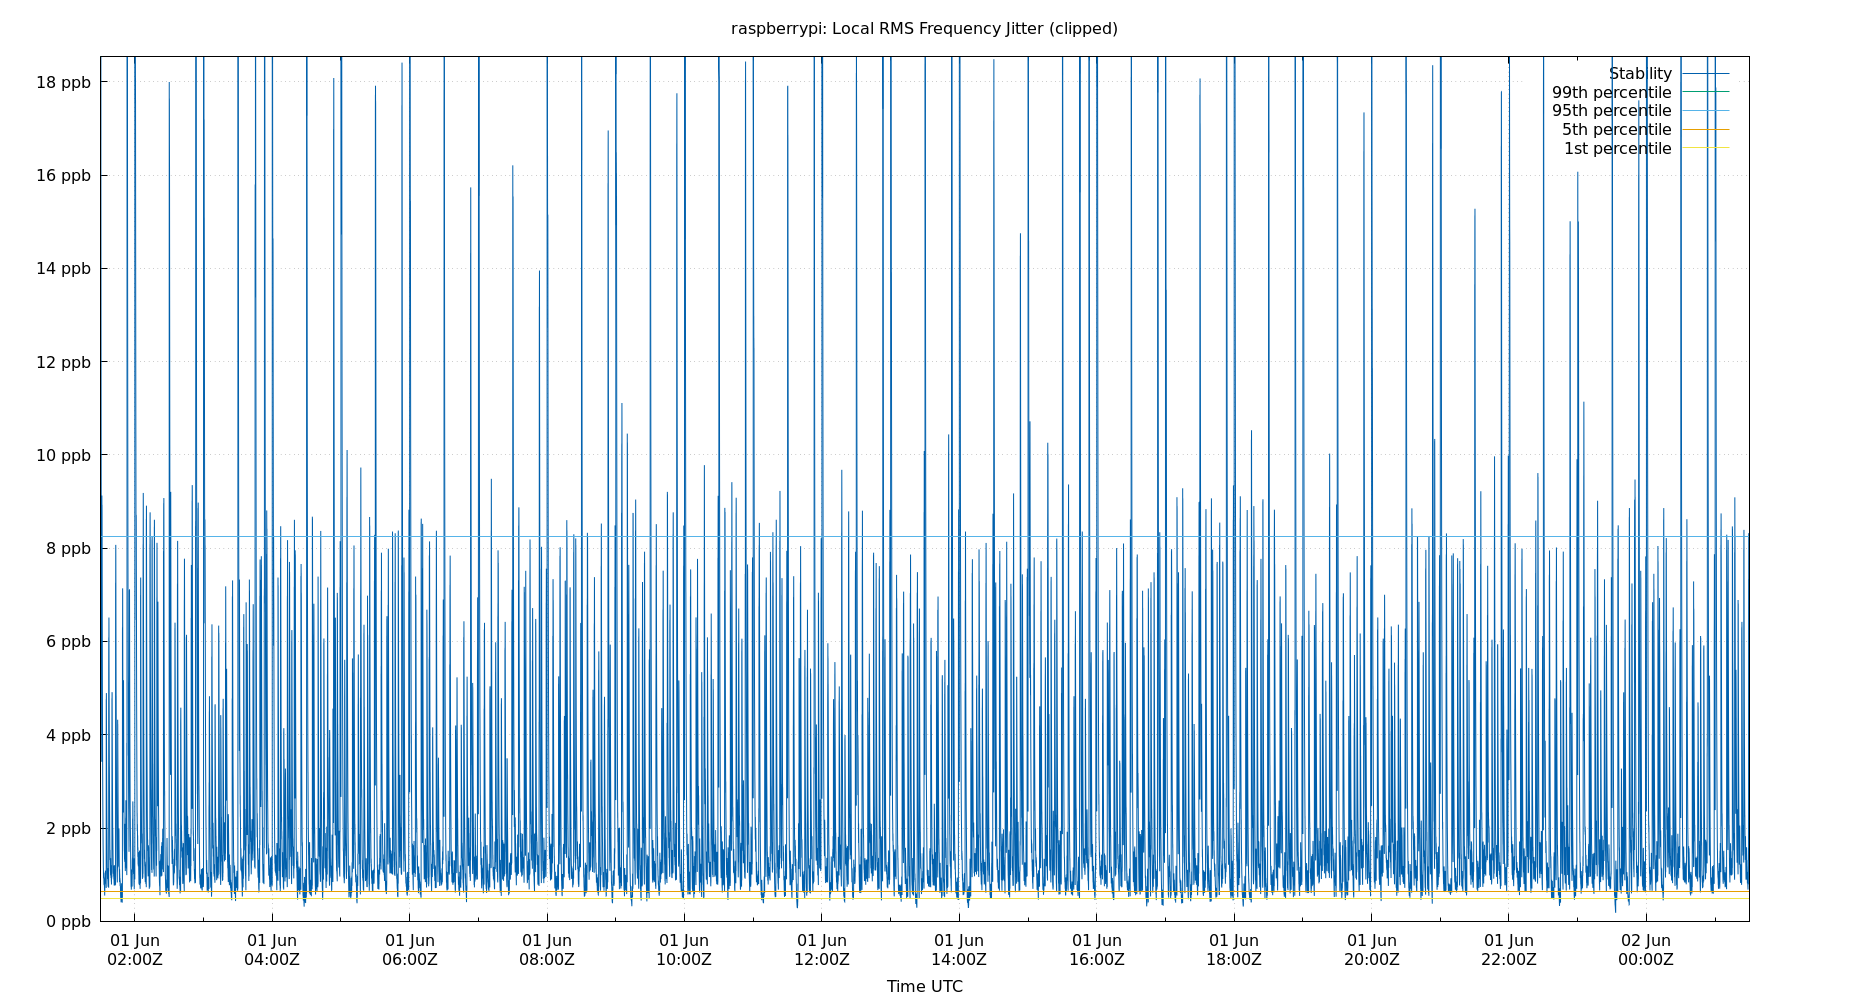 raspberrypi: Local RMS Frequency Jitter (clipped)
18 ppb
16 ppb
14 ppb
12 ppb
10 ppb
8 ppb
6 ppb
4 ppb
2 ppb
0 ppb
Stability
99th percentile
95th percentile
5th percentile
1st percentile
01 Jun 01 Jun 01 Jun 01 Jun 01 Jun 01 Jun 01 Jun 01 Jun 01 Jun 01 Jun 01 Jun 02 Jun
02:00Z 04:00Z 06:00Z 08:00Z 10:00Z 12:00Z 14:00Z 16:00Z 18:00Z 20:00Z 22:00Z 00:00Z
Time UTC